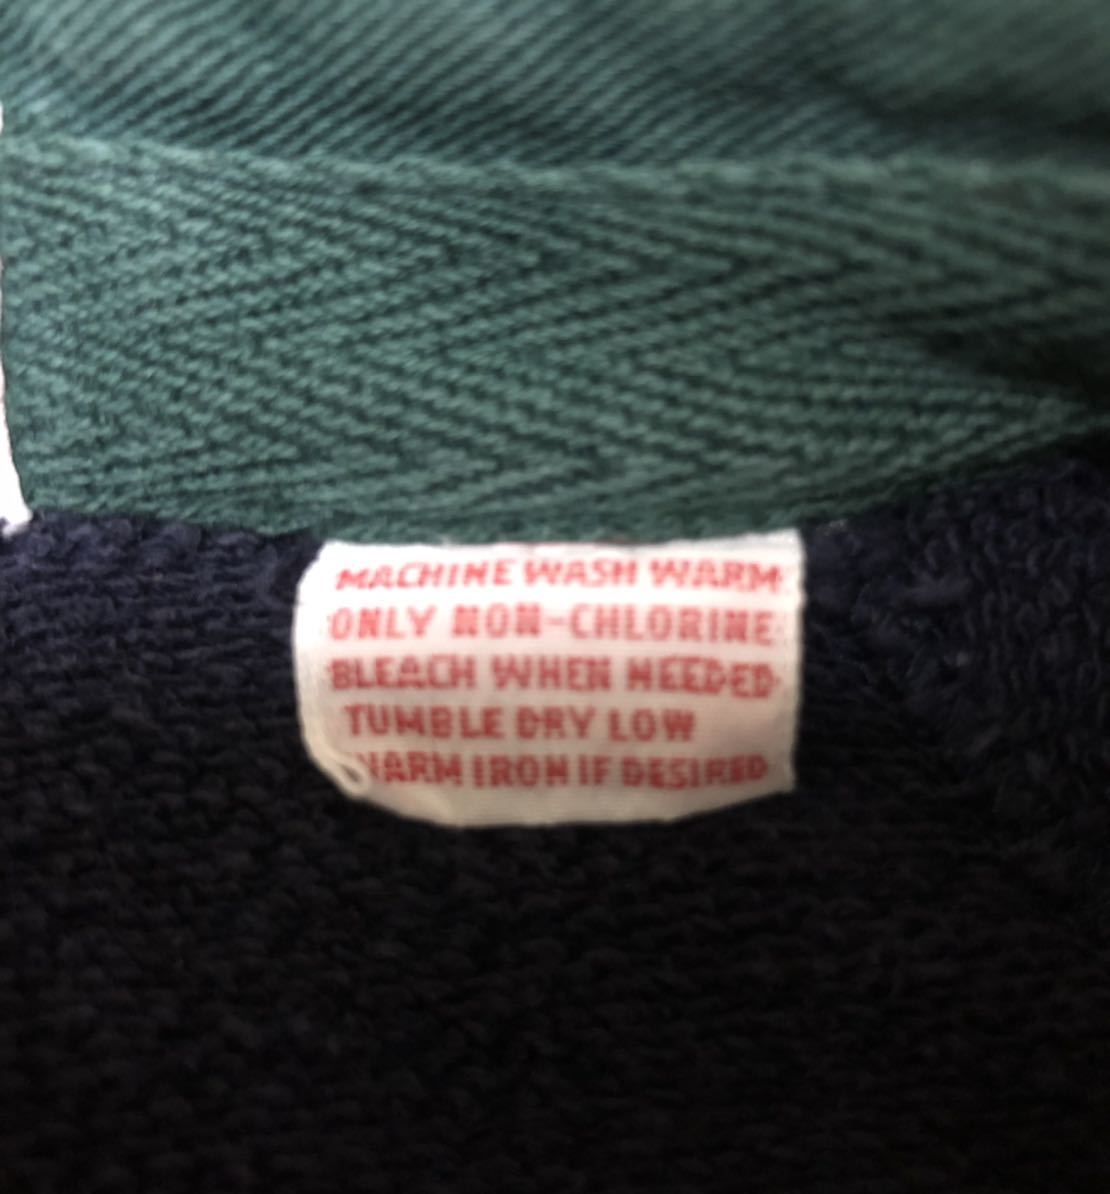 MACHINE WASH WARM
ONLY NON-CHLORINE
BLEACH WHEN NEEDED
TUMBLE DRY LOW
WARM IRON IF DESIRED